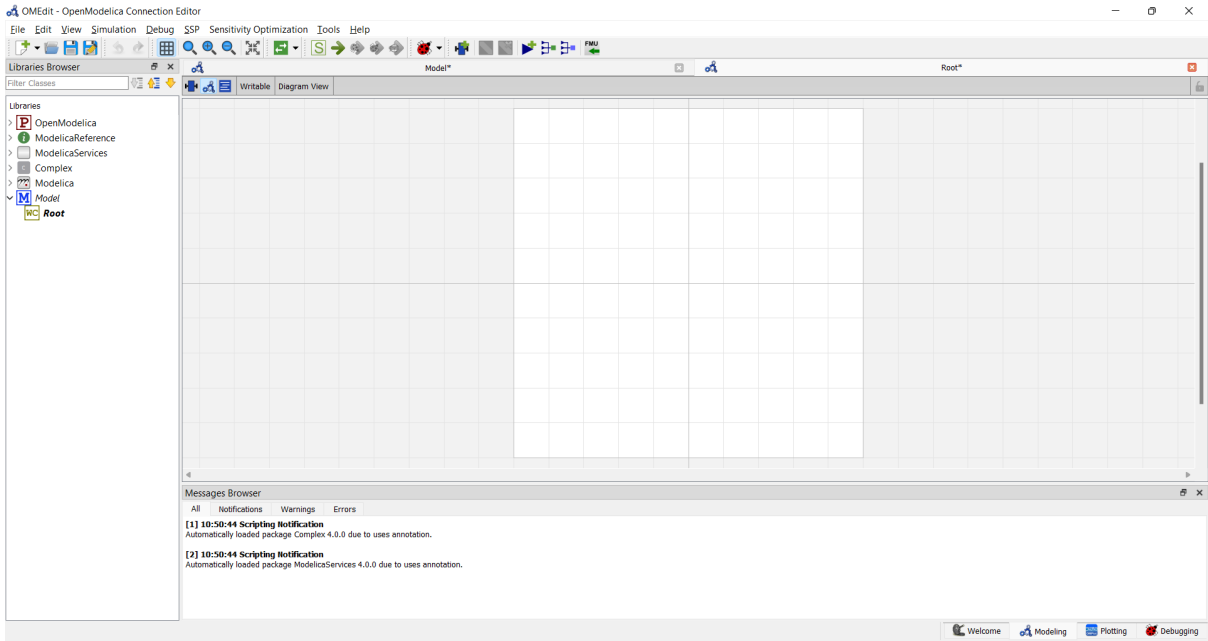 OMEdit - OpenModelica Connection Editor
File Edit View Simulation Debug SSP Sensitivity Optimization Tools Help
S FMU
Libraries Browser Model* Root*
Filter Classes Writable Diagram View
Libraries
P OpenModelica
i ModelicaReference
ModelicaServices
C Complex
Modelica
M Model
WC Root
Messages Browser
All Notifications Warnings Errors
[1] 10:50:44 Scripting Notification
Automatically loaded package Complex 4.0.0 due to uses annotation.
[2] 10:50:44 Scripting Notification
Automatically loaded package ModelicaServices 4.0.0 due to uses annotation.
Welcome Modeling Plotting Debugging